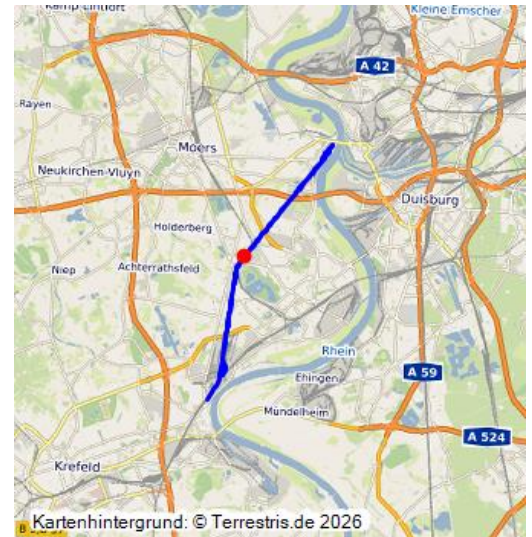 Kamp-Lintfort
Kleine Emscher
A 42
Rayen
Moers
Neukirchen-Vluyn
Duisburg
Holderberg
Niep
Achterrathsfeld
Rhein
Ehingen
A 59
Mündelheim
A 524
Krefeld
Kartenhintergrund: © Terrestris.de 2026